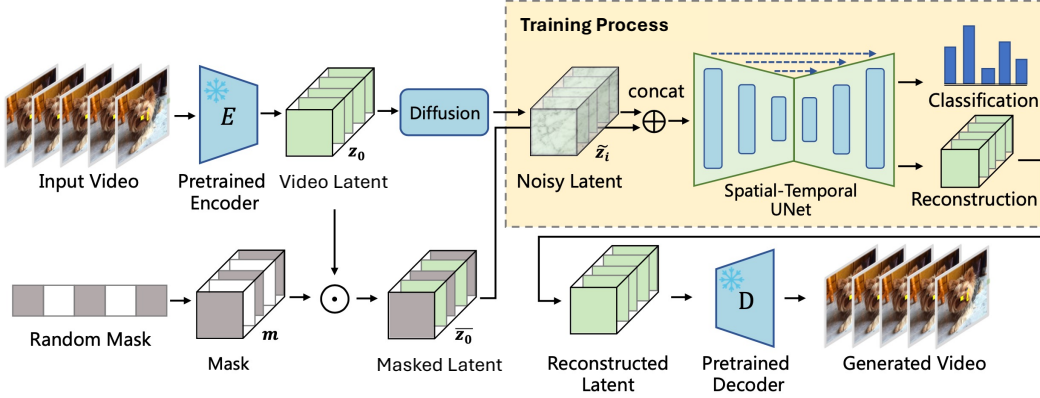 Training Process
Input Video
E
Pretrained
Encoder
z₀
Video Latent
Diffusion
z̃ᵢ
Noisy Latent
concat
Spatial-Temporal
UNet
Classification
Reconstruction
Random Mask
m
Mask
z̅₀
Masked Latent
Reconstructed
Latent
D
Pretrained
Decoder
Generated Video